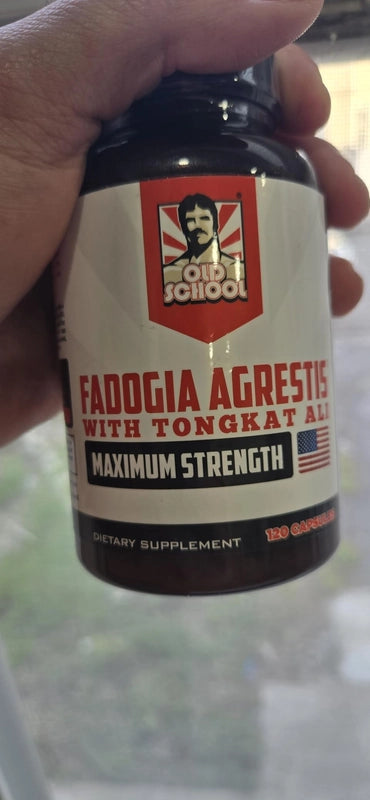 OLD
SCHOOL
FADOGIA AGRESTIS
WITH TONGKAT ALI
MAXIMUM STRENGTH
DIETARY SUPPLEMENT
120 CAPSULES